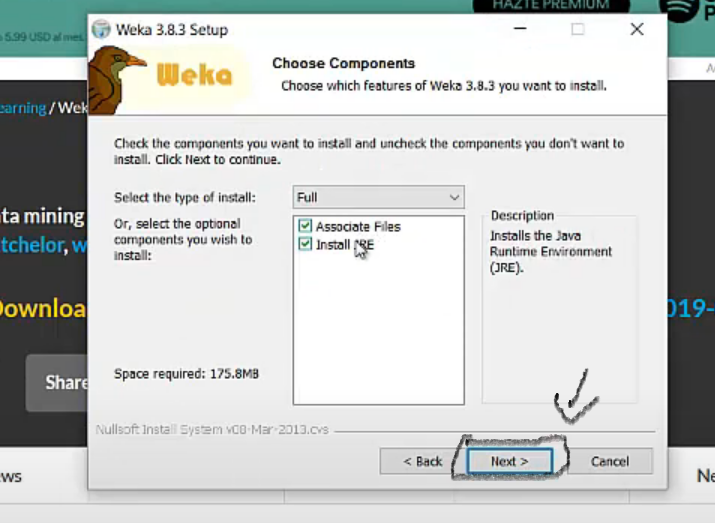 HAZTE PREMIUM
5.99 USD al mes
Weka 3.8.3 Setup
Weka
Choose Components
Choose which features of Weka 3.8.3 you want to install.
earning / Wek
Check the components you want to install and uncheck the components you don't want to
install. Click Next to continue.
Select the type of install:
Full
Or, select the optional
components you wish to
install:
Associate Files
Install JRE
Description
Installs the Java
Runtime Environment
(JRE).
ta mining
tchelor, w
Downloa
019-
Space required: 175.8MB
Share
Nullsoft Install System v08-Mar-2013.cvs
< Back
Next >
Cancel
ws
Ne